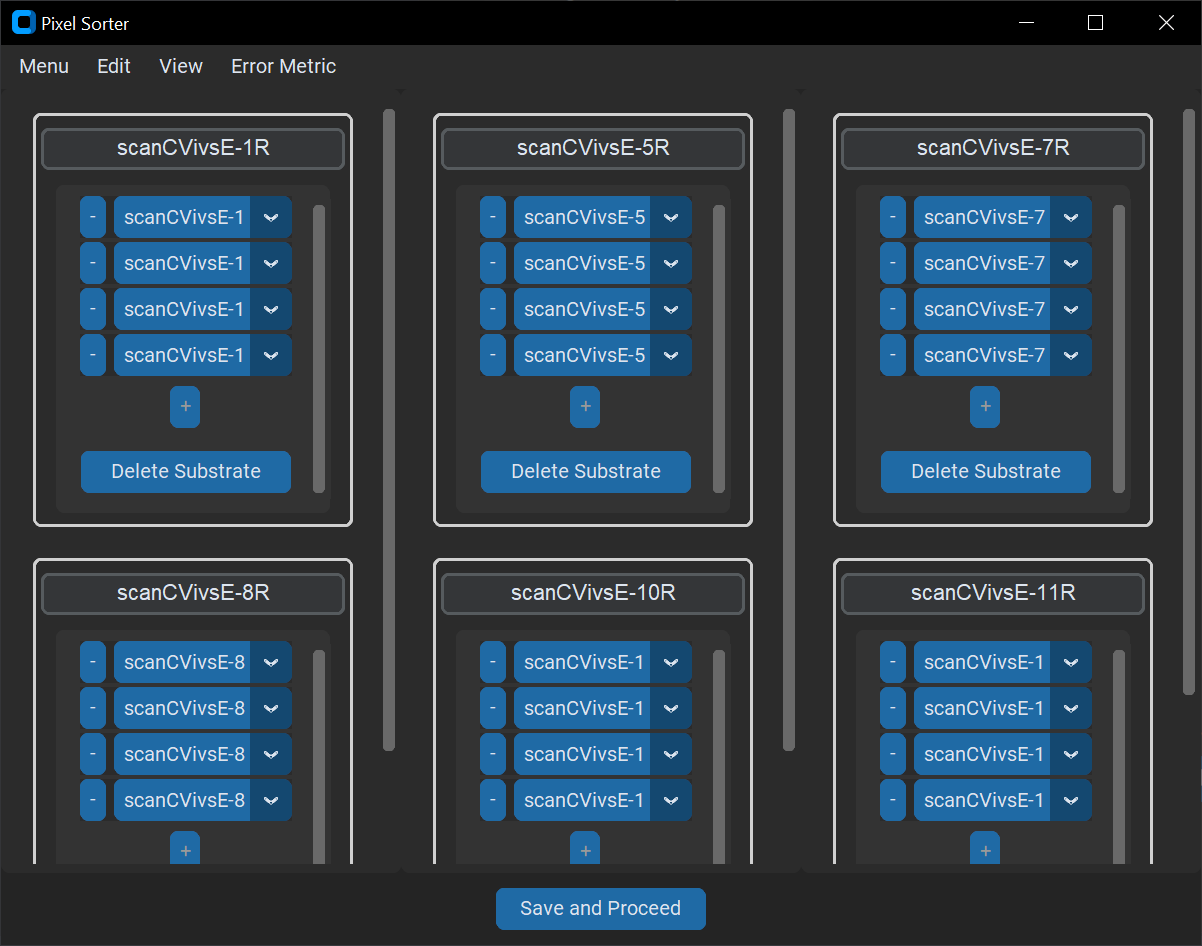 Pixel Sorter
Menu Edit View Error Metric
scanCVivsE-1R
- scanCVivsE-1
- scanCVivsE-1
- scanCVivsE-1
- scanCVivsE-1
+
Delete Substrate
scanCVivsE-5R
- scanCVivsE-5
- scanCVivsE-5
- scanCVivsE-5
- scanCVivsE-5
+
Delete Substrate
scanCVivsE-7R
- scanCVivsE-7
- scanCVivsE-7
- scanCVivsE-7
- scanCVivsE-7
+
Delete Substrate
scanCVivsE-8R
- scanCVivsE-8
- scanCVivsE-8
- scanCVivsE-8
- scanCVivsE-8
+
scanCVivsE-10R
- scanCVivsE-1
- scanCVivsE-1
- scanCVivsE-1
- scanCVivsE-1
+
scanCVivsE-11R
- scanCVivsE-1
- scanCVivsE-1
- scanCVivsE-1
- scanCVivsE-1
+
Save and Proceed